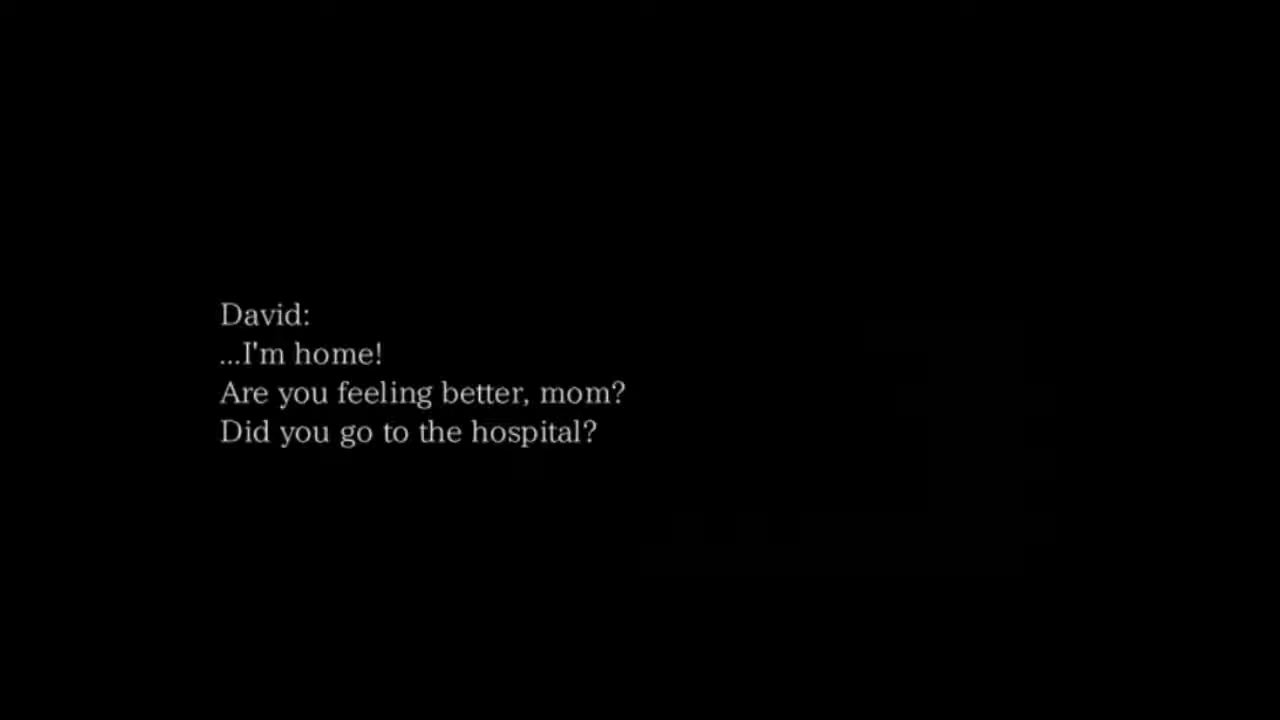 David:
...I'm home!
Are you feeling better, mom?
Did you go to the hospital?